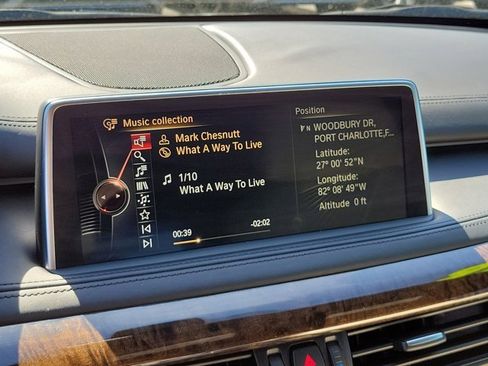 Music collection
Mark Chesnutt
What A Way To Live
1/10
What A Way To Live
00:39
-02:02
Position
N WOODBURY DR,
PORT CHARLOTTE,F...
Latitude:
27° 00' 52"N
Longitude:
82° 08' 49"W
Altitude 0 ft